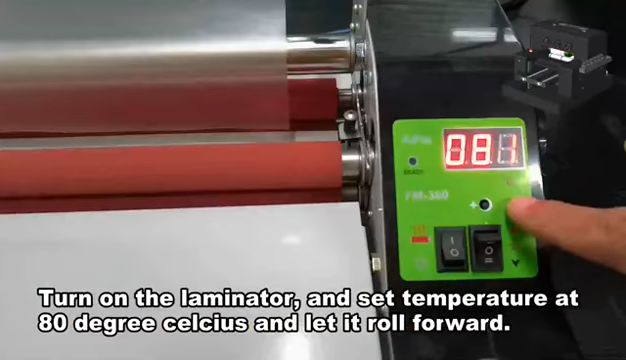 081
READY
FM-360
+
Turn on the laminator, and set temperature at
80 degree celcius and let it roll forward.